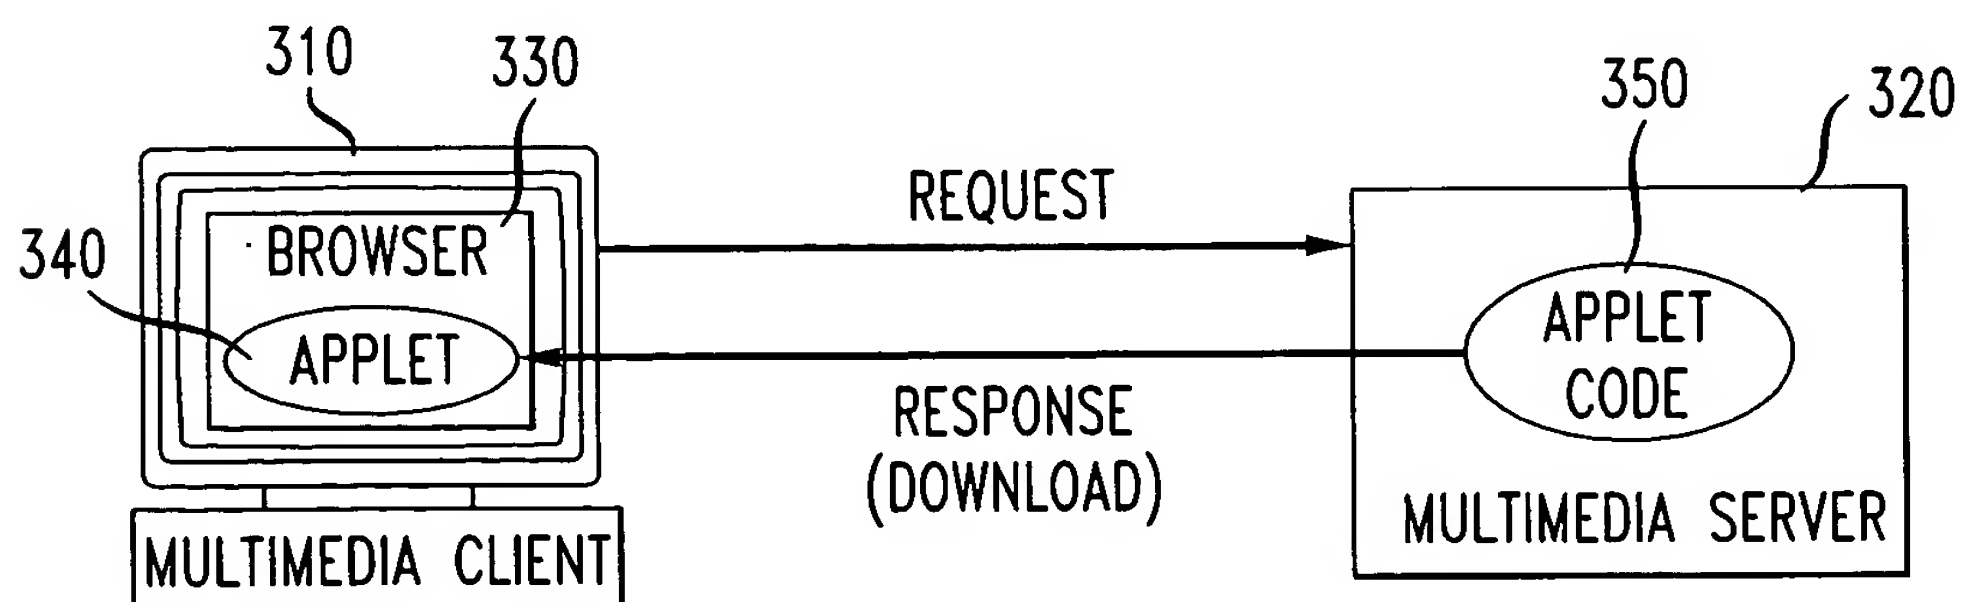 310
330
350
320
REQUEST
340
BROWSER
APPLET
APPLET
CODE
RESPONSE
(DOWNLOAD)
MULTIMEDIA SERVER
MULTIMEDIA CLIENT